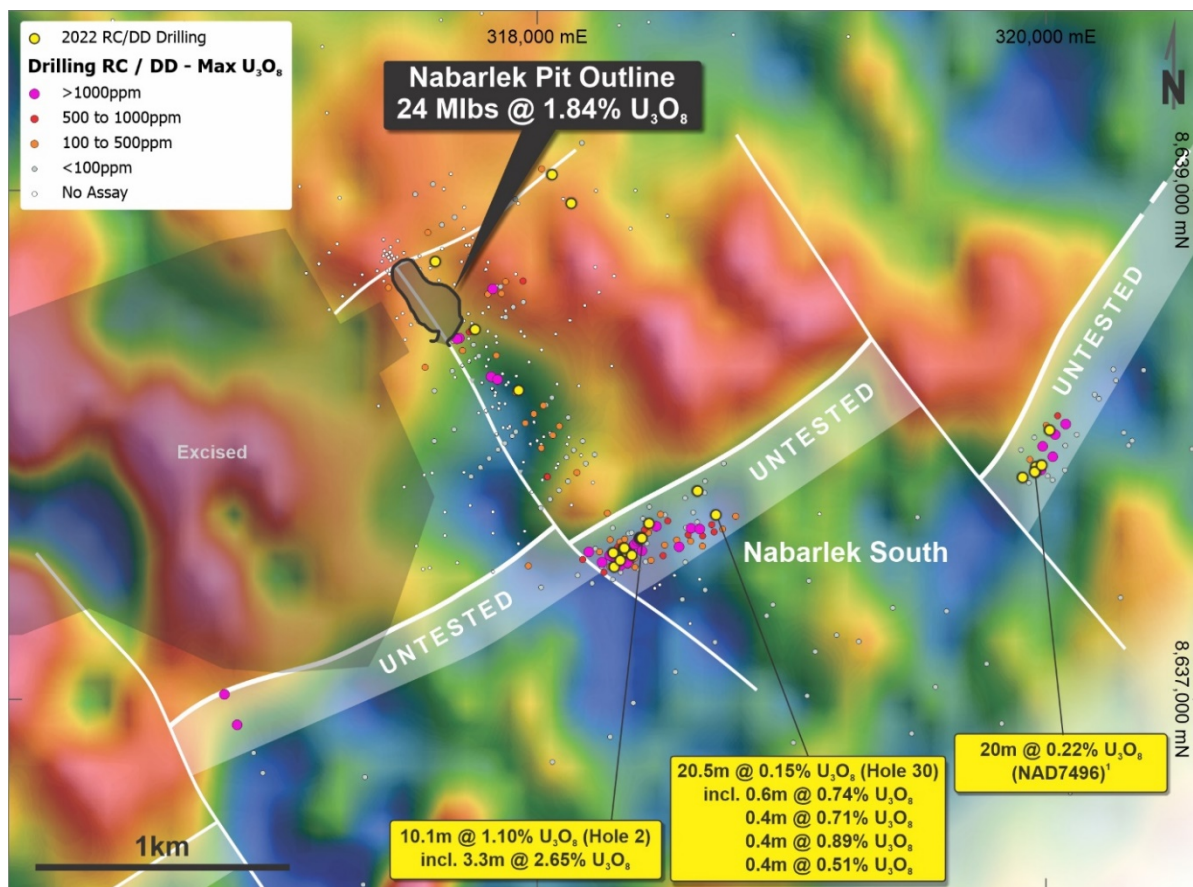 2022 RC/DD Drilling
Drilling RC / DD - Max U₃O₈
>1000ppm
500 to 1000ppm
100 to 500ppm
<100ppm
No Assay
318,000 mE
320,000 mE
N
Nabarlek Pit Outline
24 Mlbs @ 1.84% U₃O₈
8,639,000 mN
UNTESTED
Excised
UNTESTED
Nabarlek South
UNTESTED
8,637,000 mN
20m @ 0.22% U₃O₈
(NAD7496)¹
20.5m @ 0.15% U₃O₈ (Hole 30)
incl. 0.6m @ 0.74% U₃O₈
0.4m @ 0.71% U₃O₈
0.4m @ 0.89% U₃O₈
0.4m @ 0.51% U₃O₈
10.1m @ 1.10% U₃O₈ (Hole 2)
incl. 3.3m @ 2.65% U₃O₈
1km